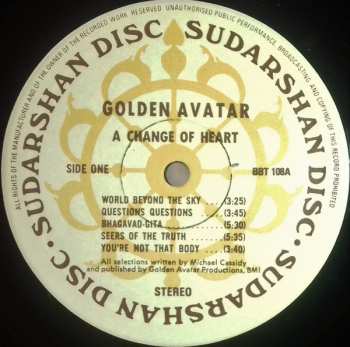 ALL RIGHTS OF THE MANUFACTURER AND OF THE OWNER OF THE RECORDED WORK RESERVED UNAUTHORISED PUBLIC PERFORMANCE, BROADCASTING AND COPYING OF THIS RECORD PROHIBITED
SUDARSHAN DISC · SUDARSHAN DISC · SUDARSHAN DISC ·
GOLDEN AVATAR
A CHANGE OF HEART
SIDE ONE BBT 108A
WORLD BEYOND THE SKY ... (3:25)
QUESTIONS QUESTIONS ... (3:45)
BHAGAVAD-GITA ... (5:30)
SEERS OF THE TRUTH ... (5:35)
YOU'RE NOT THAT BODY ... (3:40)
All selections written by Michael Cassidy
and published by Golden Avatar Productions, BMI
STEREO